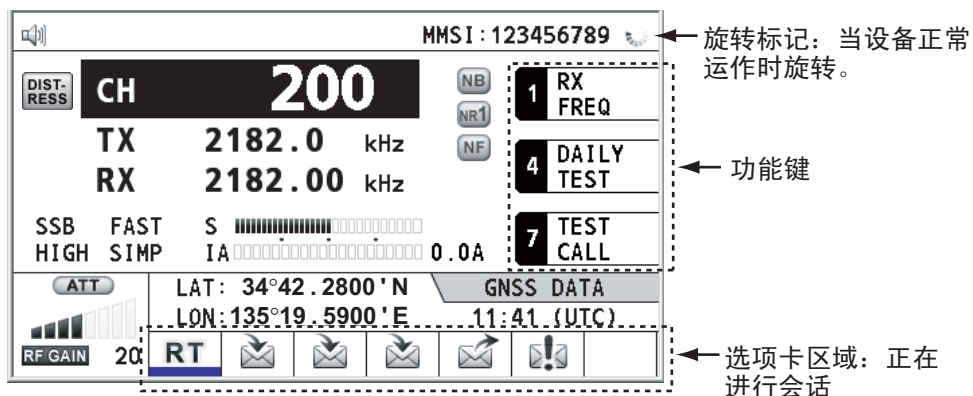 MMSI:123456789
旋转标记：当设备正常
运作时旋转。
DIST-
RESS
CH 200
NB
NR1
NF
1 RX
FREQ
TX 2182.0 kHz
RX 2182.00 kHz
4 DAILY
TEST
功能键
SSB FAST S
HIGH SIMP IA 0.0A
7 TEST
CALL
ATT
LAT: 34°42.2800'N
GNSS DATA
LON:135°19.5900'E
11:41 (UTC)
RF GAIN 20
RT
选项卡区域：正在
进行会话